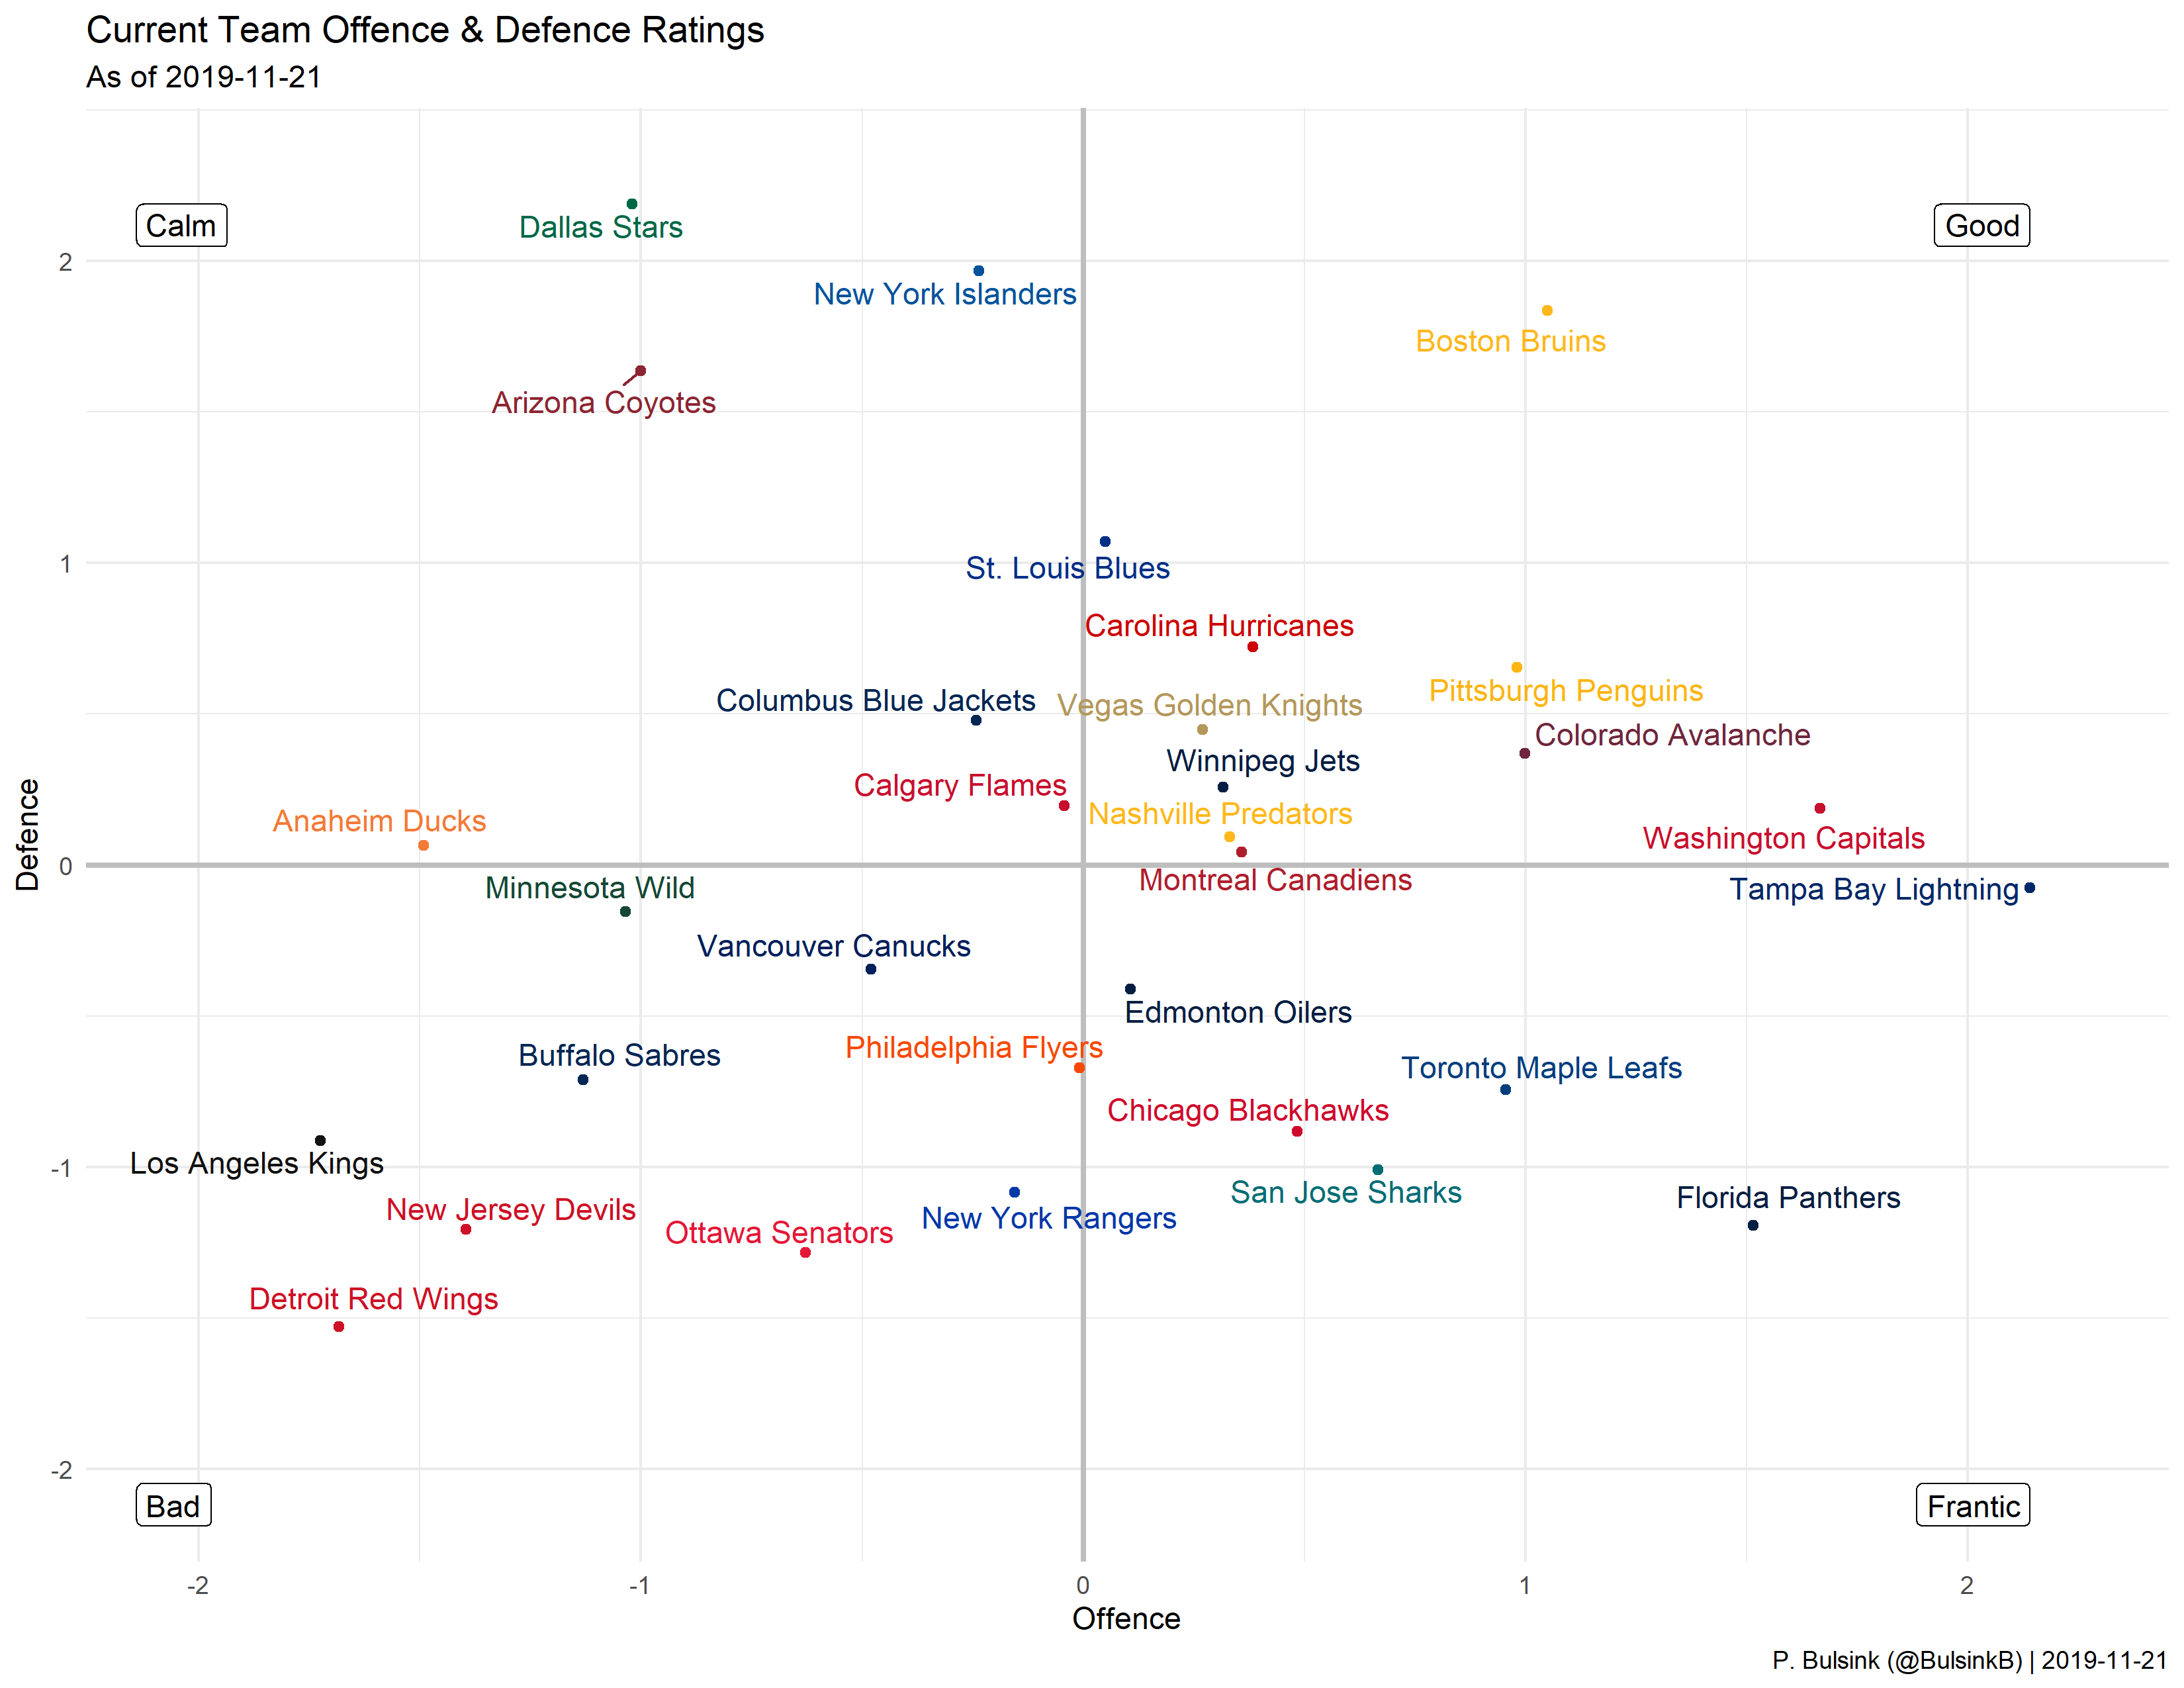 Current Team Offence & Defence Ratings
As of 2019-11-21
Calm
Good
Dallas Stars
2
New York Islanders
Boston Bruins
Arizona Coyotes
1
St. Louis Blues
Carolina Hurricanes
Pittsburgh Penguins
Columbus Blue Jackets
Vegas Golden Knights
Colorado Avalanche
Winnipeg Jets
Calgary Flames
Nashville Predators
Anaheim Ducks
Washington Capitals
Defence
0
Montreal Canadiens
Minnesota Wild
Tampa Bay Lightning
Vancouver Canucks
Edmonton Oilers
Philadelphia Flyers
Buffalo Sabres
Toronto Maple Leafs
Chicago Blackhawks
Los Angeles Kings
-1
San Jose Sharks
Florida Panthers
New Jersey Devils
New York Rangers
Ottawa Senators
Detroit Red Wings
-2
Bad
Frantic
-2
-1
0
1
2
Offence
P. Bulsink (@BulsinkB) | 2019-11-21